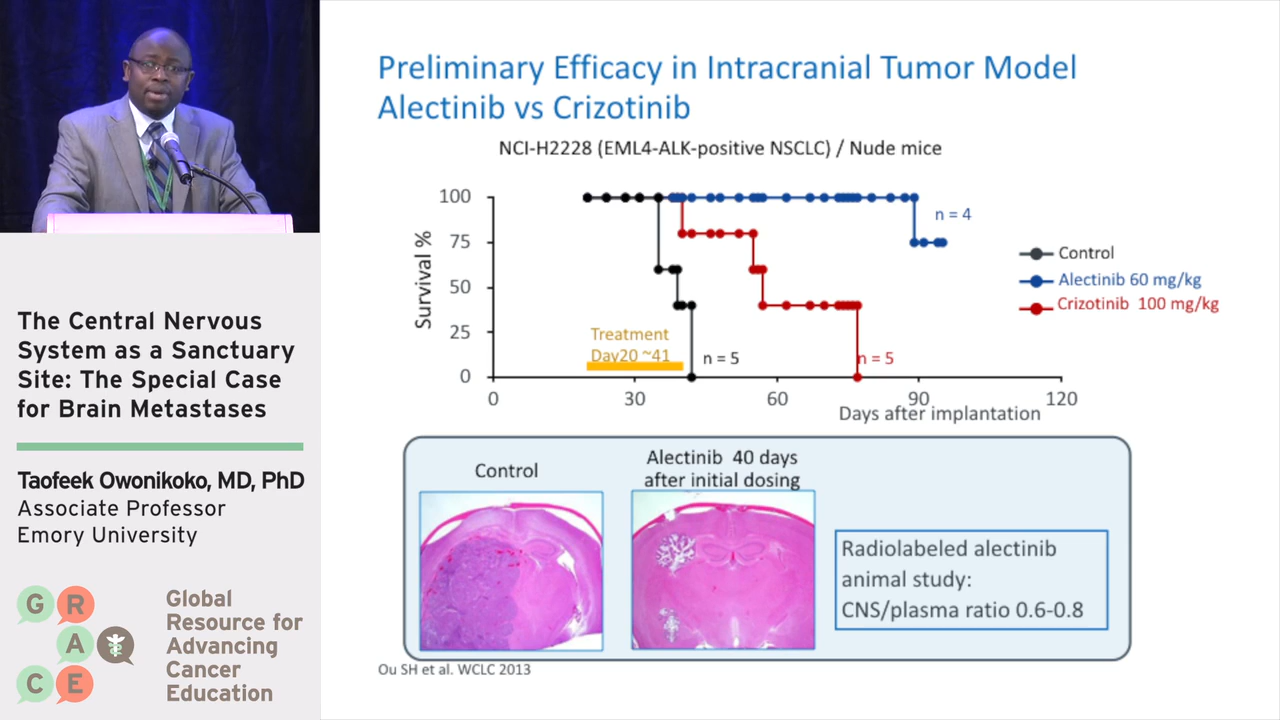 The Central Nervous
System as a Sanctuary
Site: The Special Case
for Brain Metastases
Taofeek Owonikoko, MD, PhD
Associate Professor
Emory University
G R
A
C E
Global
Resource for
Advancing
Cancer
Education
Preliminary Efficacy in Intracranial Tumor Model
Alectinib vs Crizotinib
NCI-H2228 (EML4-ALK-positive NSCLC) / Nude mice
Survival %
100
75
50
25
0
0 30 60 90 120
Days after implantation
Treatment
Day20 ~41
n = 5
n = 5
n = 4
Control
Alectinib 60 mg/kg
Crizotinib 100 mg/kg
Control
Alectinib 40 days
after initial dosing
Radiolabeled alectinib
animal study:
CNS/plasma ratio 0.6-0.8
Ou SH et al. WCLC 2013